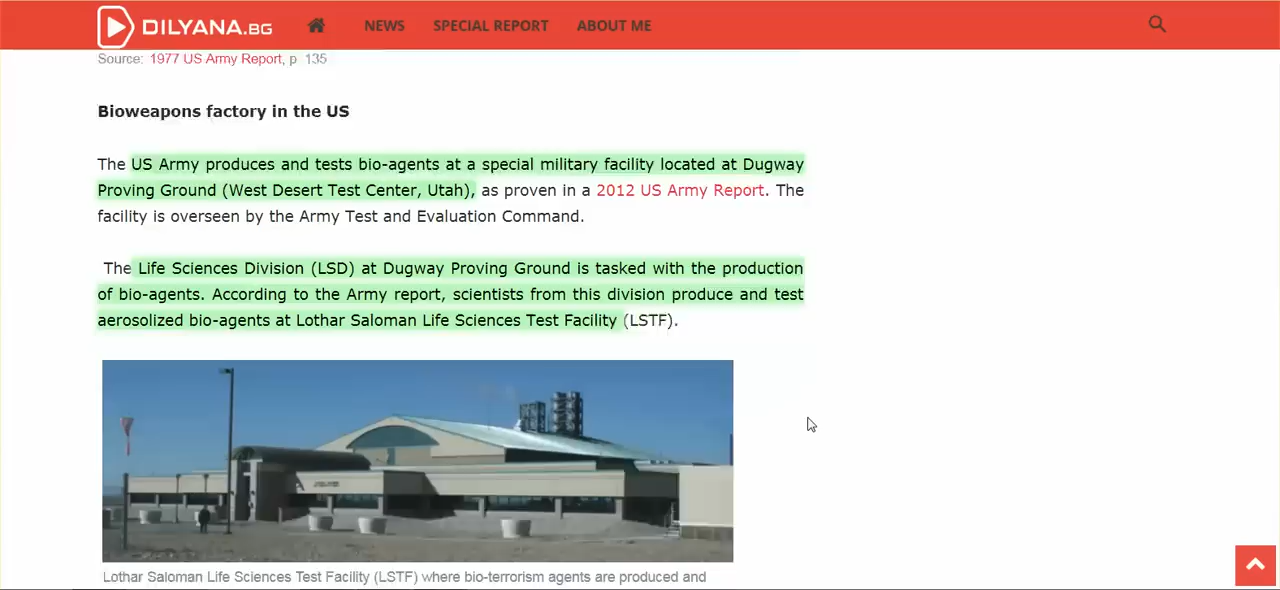 DILYANA.BG
NEWS SPECIAL REPORT ABOUT ME
Source: 1977 US Army Report, p 135
Bioweapons factory in the US
The US Army produces and tests bio-agents at a special military facility located at Dugway
Proving Ground (West Desert Test Center, Utah), as proven in a 2012 US Army Report. The
facility is overseen by the Army Test and Evaluation Command.
The Life Sciences Division (LSD) at Dugway Proving Ground is tasked with the production
of bio-agents. According to the Army report, scientists from this division produce and test
aerosolized bio-agents at Lothar Saloman Life Sciences Test Facility (LSTF).
Lothar Saloman Life Sciences Test Facility (LSTF) where bio-terrorism agents are produced and